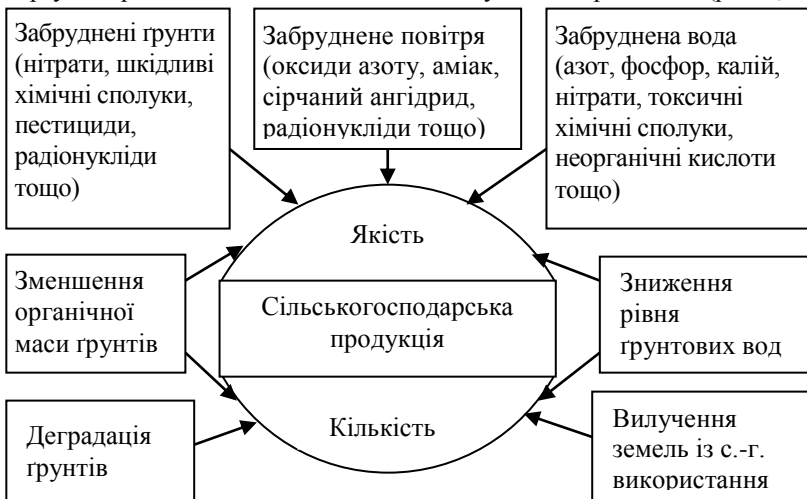 Забруднені ґрунти
(нітрати, шкідливі
хімічні сполуки,
пестициди,
радіонукліди
тощо)
Забруднене повітря
(оксиди азоту, аміак,
сірчаний ангідрид,
радіонукліди тощо)
Забруднена вода
(азот, фосфор, калій,
нітрати, токсичні
хімічні сполуки,
неорганічні кислоти
тощо)
Якість
Зменшення
органічної
маси ґрунтів
Сільськогосподарська
продукція
Зниження
рівня
ґрунтових вод
Деградація
ґрунтів
Кількість
Вилучення
земель із с.-г.
використання